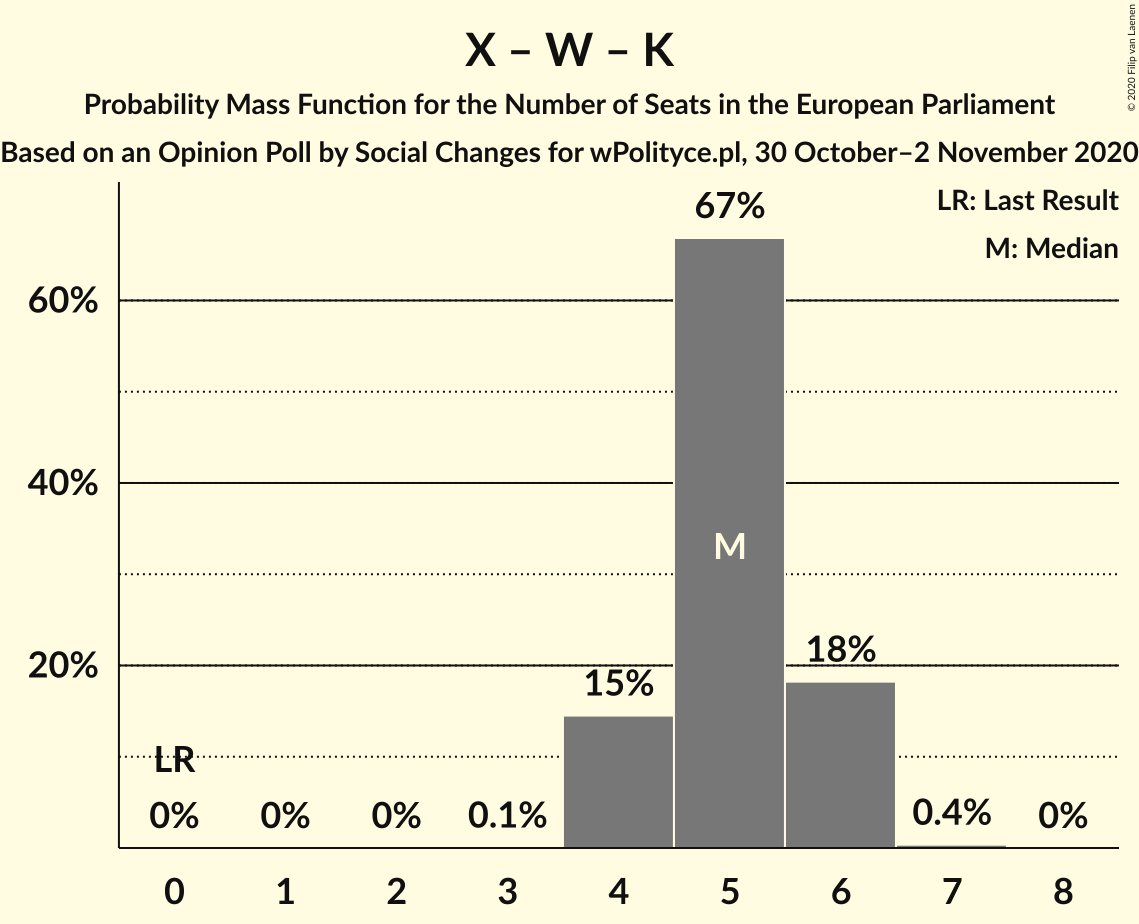 X – W – K
Probability Mass Function for the Number of Seats in the European Parliament
Based on an Opinion Poll by Social Changes for wPolityce.pl, 30 October–2 November 2020
© 2020 Filip van Laenen
LR: Last Result
M: Median
67%
60%
40%
M
20%
18%
15%
LR
0% 0% 0% 0.1% 0.4% 0%
0 1 2 3 4 5 6 7 8